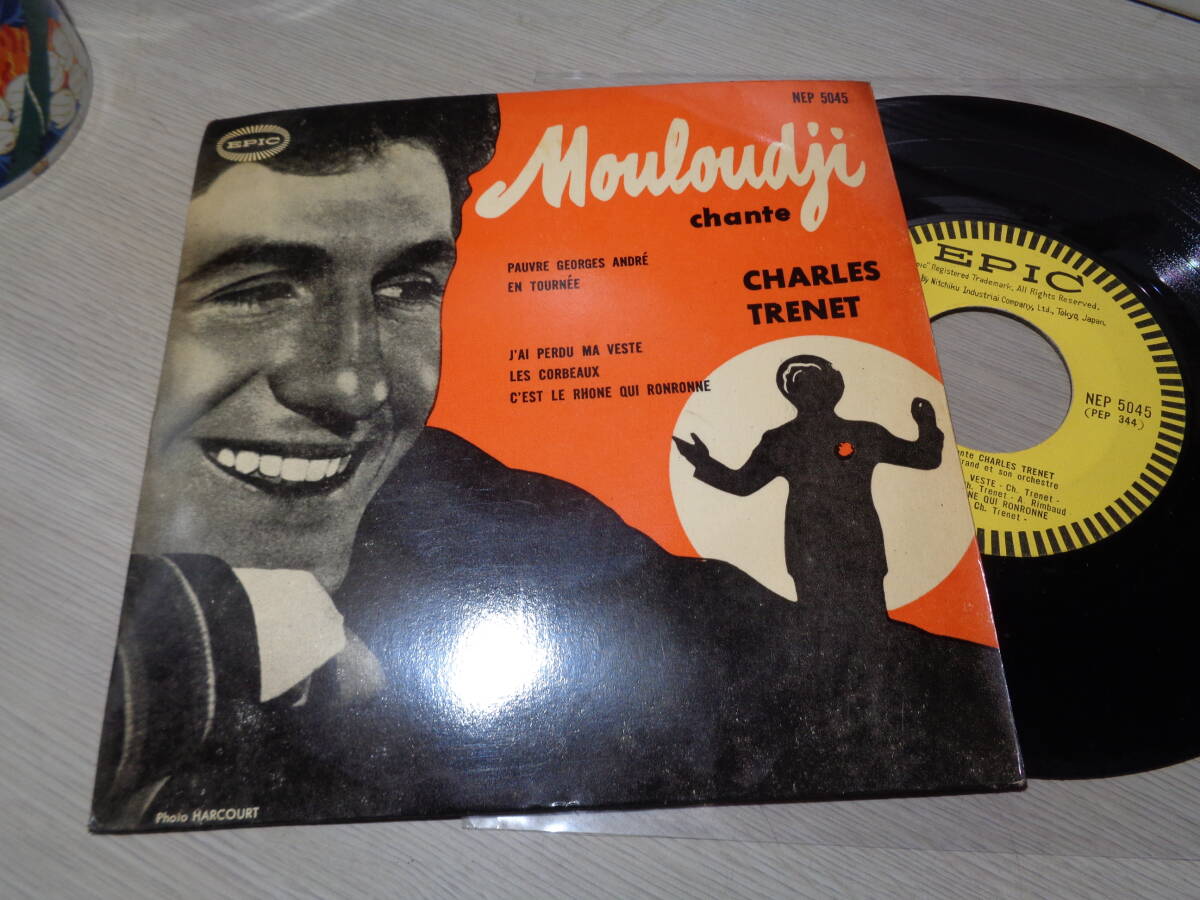 EPIC
NEP 5045
Mouloudji
chante
CHARLES
TRENET
PAUVRE GEORGES ANDRÉ
EN TOURNÉE
J'AI PERDU MA VESTE
LES CORBEAUX
C'EST LE RHONE QUI RONRONNE
Photo HARCOURT
EPIC
Registered Trademark, All Rights Reserved.
by Nitchiku Industrial Company, Ltd., Tokyo, Japan.
NEP 5045
(PEP 344)
CHARLES TRENET
et son orchestre
VESTE - Ch. Trenet -
Trenet - A. Rimbaud
QUI RONRONNE
Ch. Trenet -